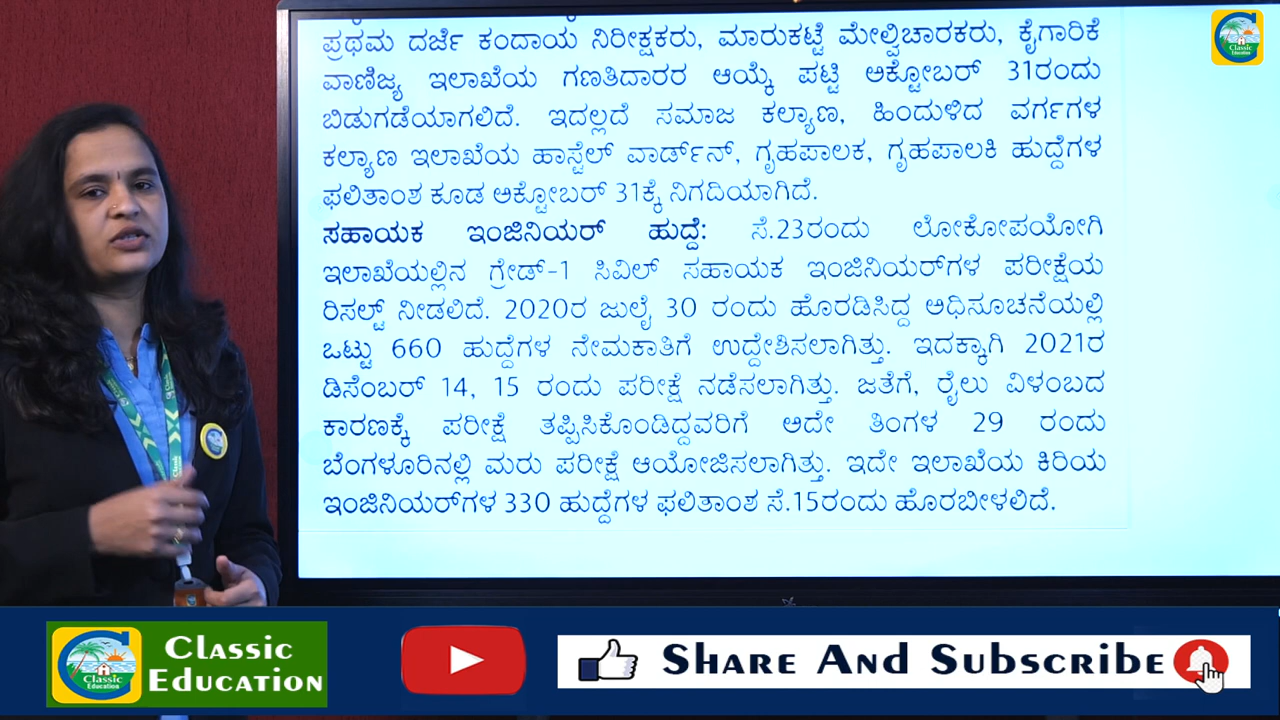 ಪ್ರಥಮ ದರ್ಜೆ ಕಂದಾಯ ನಿರೀಕ್ಷಕರು, ಮಾರುಕಟ್ಟೆ ಮೇಲ್ವಿಚಾರಕರು, ಕೈಗಾರಿಕೆ
ವಾಣಿಜ್ಯ ಇಲಾಖೆಯ ಗಣತಿದಾರರ ಆಯ್ಕೆ ಪಟ್ಟಿ ಅಕ್ಟೋಬರ್ 31ರಂದು
ಬಿಡುಗಡೆಯಾಗಲಿದೆ. ಇದಲ್ಲದೆ ಸಮಾಜ ಕಲ್ಯಾಣ, ಹಿಂದುಳಿದ ವರ್ಗಗಳ
ಕಲ್ಯಾಣ ಇಲಾಖೆಯ ಹಾಸ್ಟೆಲ್ ವಾರ್ಡ್‌ನ್, ಗೃಹಪಾಲಕ, ಗೃಹಪಾಲಕಿ ಹುದ್ದೆಗಳ
ಫಲಿತಾಂಶ ಕೂಡ ಅಕ್ಟೋಬರ್ 31ಕ್ಕೆ ನಿಗದಿಯಾಗಿದೆ.
ಸಹಾಯಕ ಇಂಜಿನಿಯರ್ ಹುದ್ದೆ: ಸೆ.23ರಂದು ಲೋಕೋಪಯೋಗಿ
ಇಲಾಖೆಯಲ್ಲಿನ ಗ್ರೇಡ್-1 ಸಿವಿಲ್ ಸಹಾಯಕ ಇಂಜಿನಿಯರ್‌ಗಳ ಪರೀಕ್ಷೆಯ
ರಿಸಲ್ಟ್ ನೀಡಲಿದೆ. 2020ರ ಜುಲೈ 30 ರಂದು ಹೊರಡಿಸಿದ್ದ ಅಧಿಸೂಚನೆಯಲ್ಲಿ
ಒಟ್ಟು 660 ಹುದ್ದೆಗಳ ನೇಮಕಾತಿಗೆ ಉದ್ದೇಶಿಸಲಾಗಿತ್ತು. ಇದಕ್ಕಾಗಿ 2021ರ
ಡಿಸೆಂಬರ್ 14, 15 ರಂದು ಪರೀಕ್ಷೆ ನಡೆಸಲಾಗಿತ್ತು. ಜತೆಗೆ, ರೈಲು ವಿಳಂಬದ
ಕಾರಣಕ್ಕೆ ಪರೀಕ್ಷೆ ತಪ್ಪಿಸಿಕೊಂಡಿದ್ದವರಿಗೆ ಅದೇ ತಿಂಗಳ 29 ರಂದು
ಬೆಂಗಳೂರಿನಲ್ಲಿ ಮರು ಪರೀಕ್ಷೆ ಆಯೋಜಿಸಲಾಗಿತ್ತು. ಇದೇ ಇಲಾಖೆಯ ಕಿರಿಯ
ಇಂಜಿನಿಯರ್‌ಗಳ 330 ಹುದ್ದೆಗಳ ಫಲಿತಾಂಶ ಸೆ.15ರಂದು ಹೊರಬೀಳಲಿದೆ.
Classic
Education
Classic
Education
CLASSIC
EDUCATION
SHARE AND SUBSCRIBE